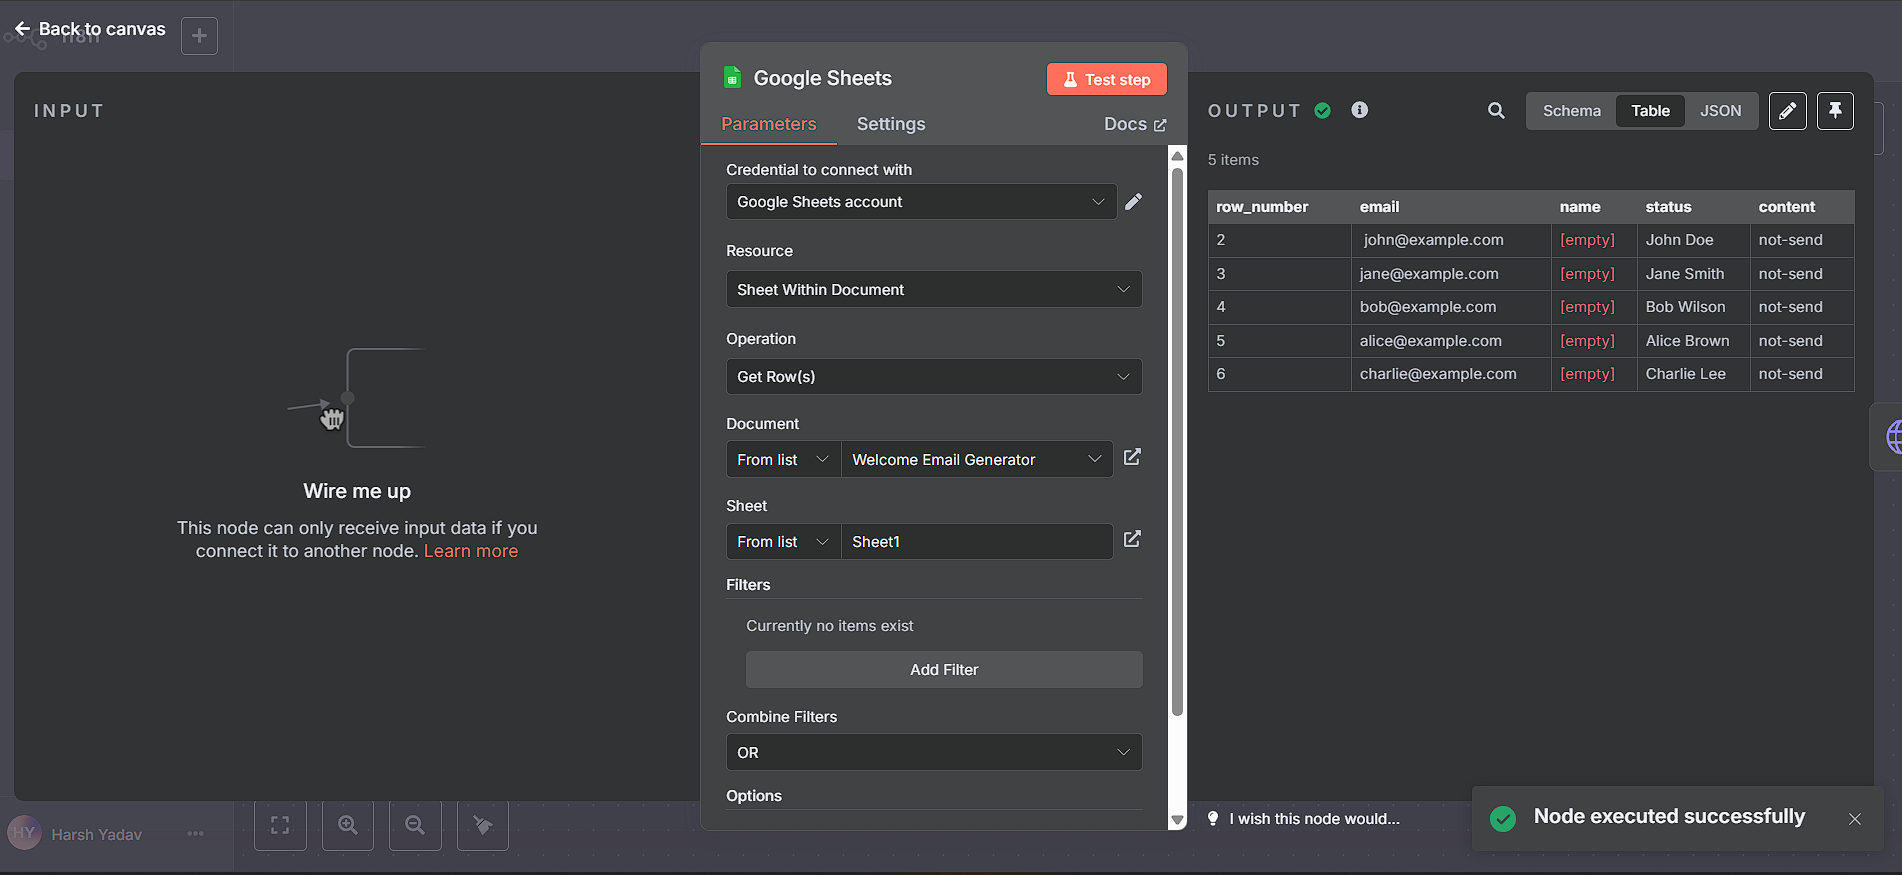 Back to canvas
n8n
INPUT
Wire me up
This node can only receive input data if you
connect it to another node. Learn more
Google Sheets
Test step
Parameters
Settings
Docs
Credential to connect with
Google Sheets account
Resource
Sheet Within Document
Operation
Get Row(s)
Document
From list
Welcome Email Generator
Sheet
From list
Sheet1
Filters
Currently no items exist
Add Filter
Combine Filters
OR
Options
OUTPUT
Schema
Table
JSON
5 items
row_number email name status content
2 john@example.com [empty] John Doe not-send
3 jane@example.com [empty] Jane Smith not-send
4 bob@example.com [empty] Bob Wilson not-send
5 alice@example.com [empty] Alice Brown not-send
6 charlie@example.com [empty] Charlie Lee not-send
HY
Harsh Yadav
I wish this node would...
Node executed successfully